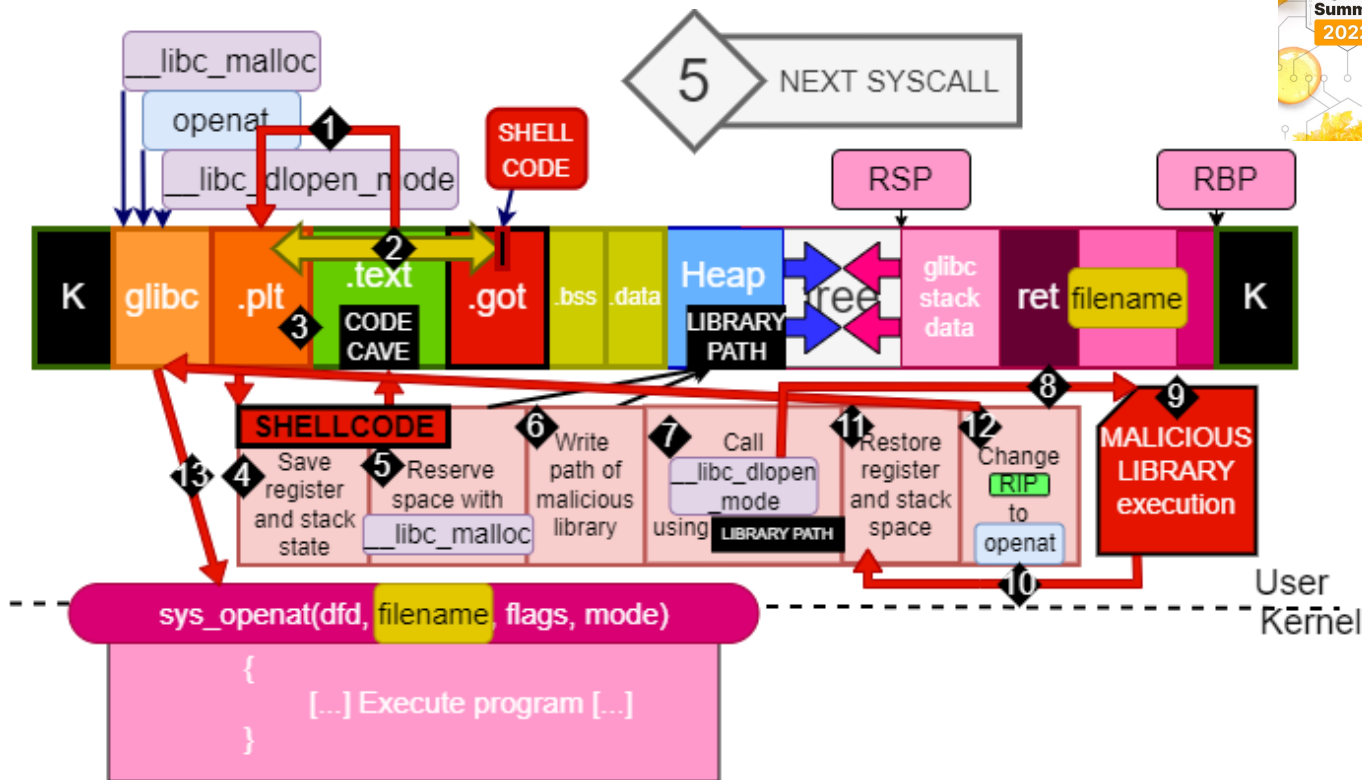 Summ
2022
__libc_malloc
openat
__libc_dlopen_mode
1
SHELL
CODE
5
NEXT SYSCALL
RSP
RBP
K
glibc
.plt
.text
2
.got
.bss
.data
Heap
free
glibc
stack
data
ret
filename
K
3
CODE
CAVE
LIBRARY
PATH
SHELLCODE
4
Save
register
and stack
state
5
Reserve
space with
__libc_malloc
6
Write
path of
malicious
library
7
Call
__libc_dlopen
_mode
using
LIBRARY PATH
8
9
MALICIOUS
LIBRARY
execution
10
11
Restore
register
and stack
space
12
Change
RIP
to
openat
13
User
Kernel
sys_openat(dfd, filename, flags, mode)
{
[...] Execute program [...]
}